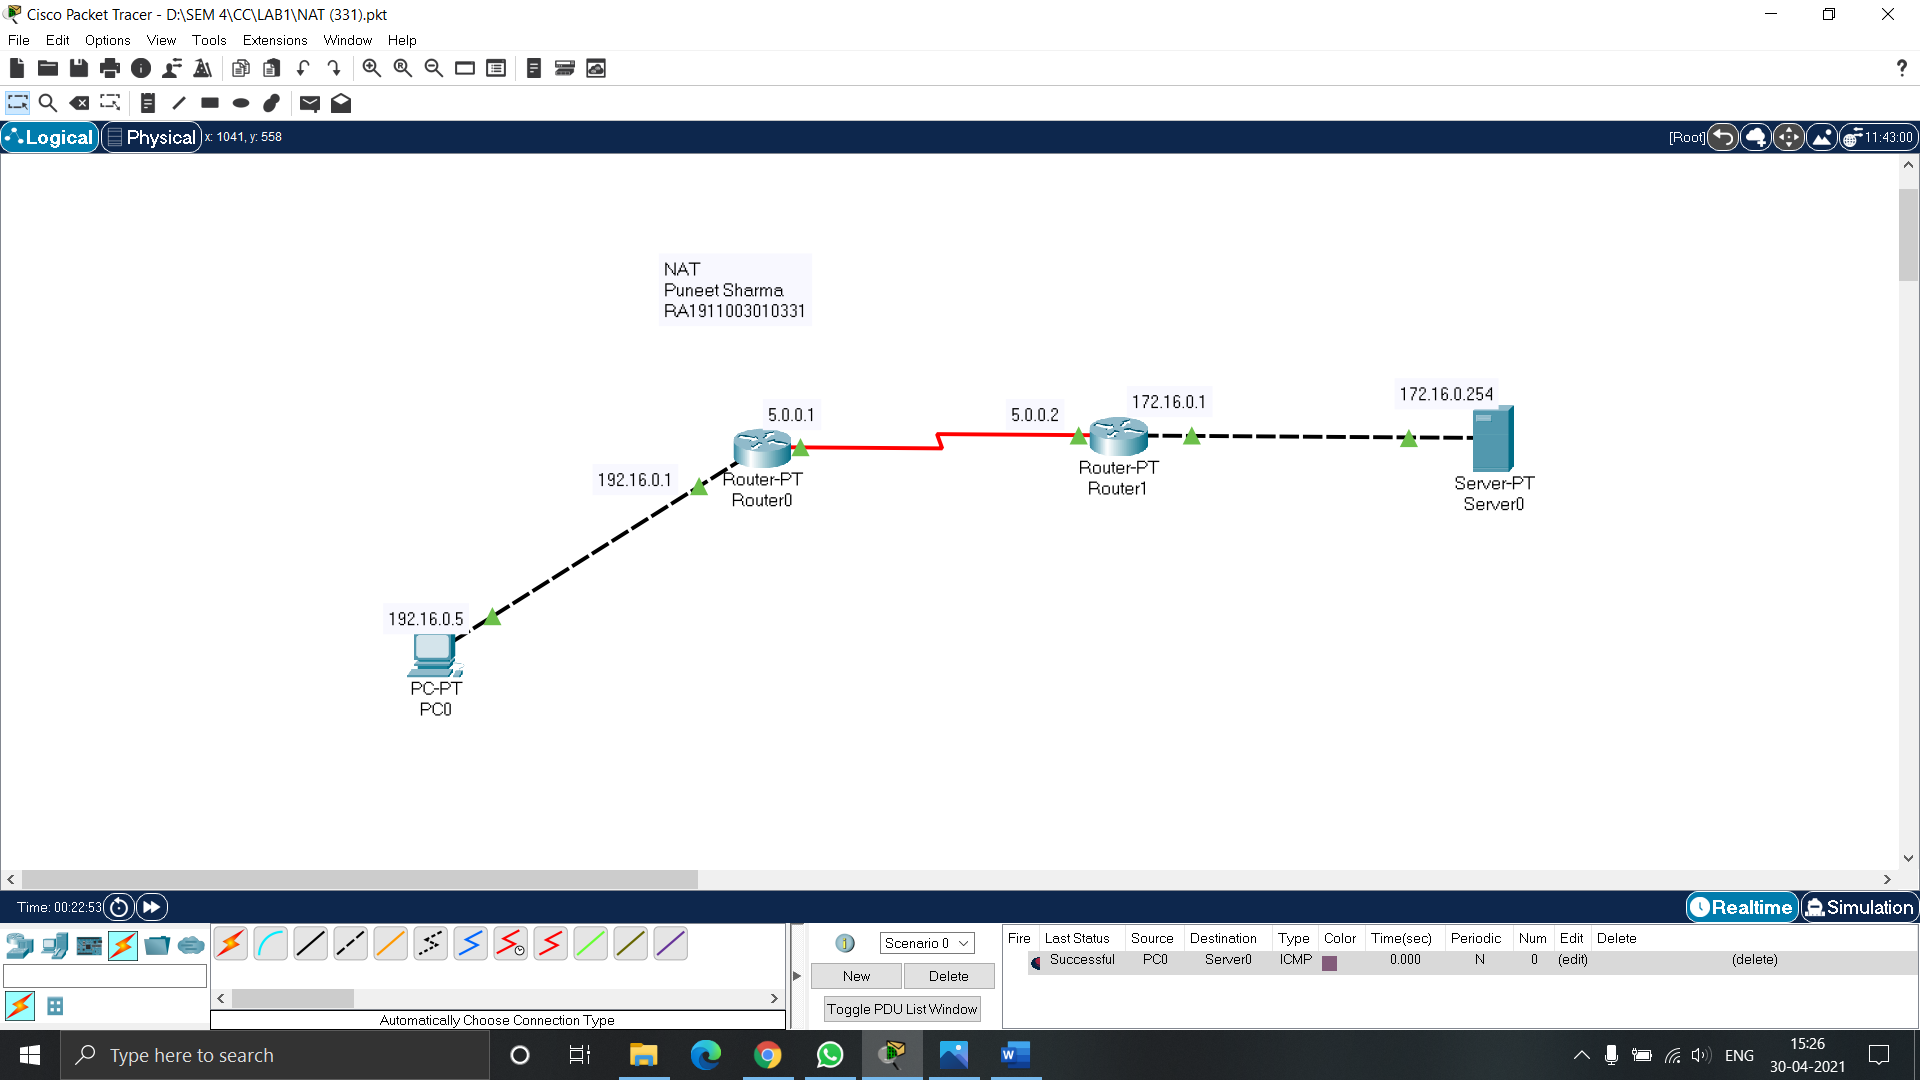 Cisco Packet Tracer - D:\SEM 4\CC\LAB1\NAT (331).pkt
File Edit Options View Tools Extensions Window Help
?
Logical Physical x: 1041, y: 558 [Root] 11:43:00
NAT
Puneet Sharma
RA1911003010331
172.16.0.254
172.16.0.1
5.0.0.1
5.0.0.2
Router-PT
Router1
192.16.0.1
Router-PT
Router0
Server-PT
Server0
192.16.0.5
PC-PT
PC0
Time: 00:22:53 Realtime Simulation
Automatically Choose Connection Type
1 Scenario 0
New Delete
Toggle PDU List Window
Fire Last Status Source Destination Type Color Time(sec) Periodic Num Edit Delete
Successful PC0 Server0 ICMP 0.000 N 0 (edit) (delete)
Type here to search
ENG
15:26
30-04-2021